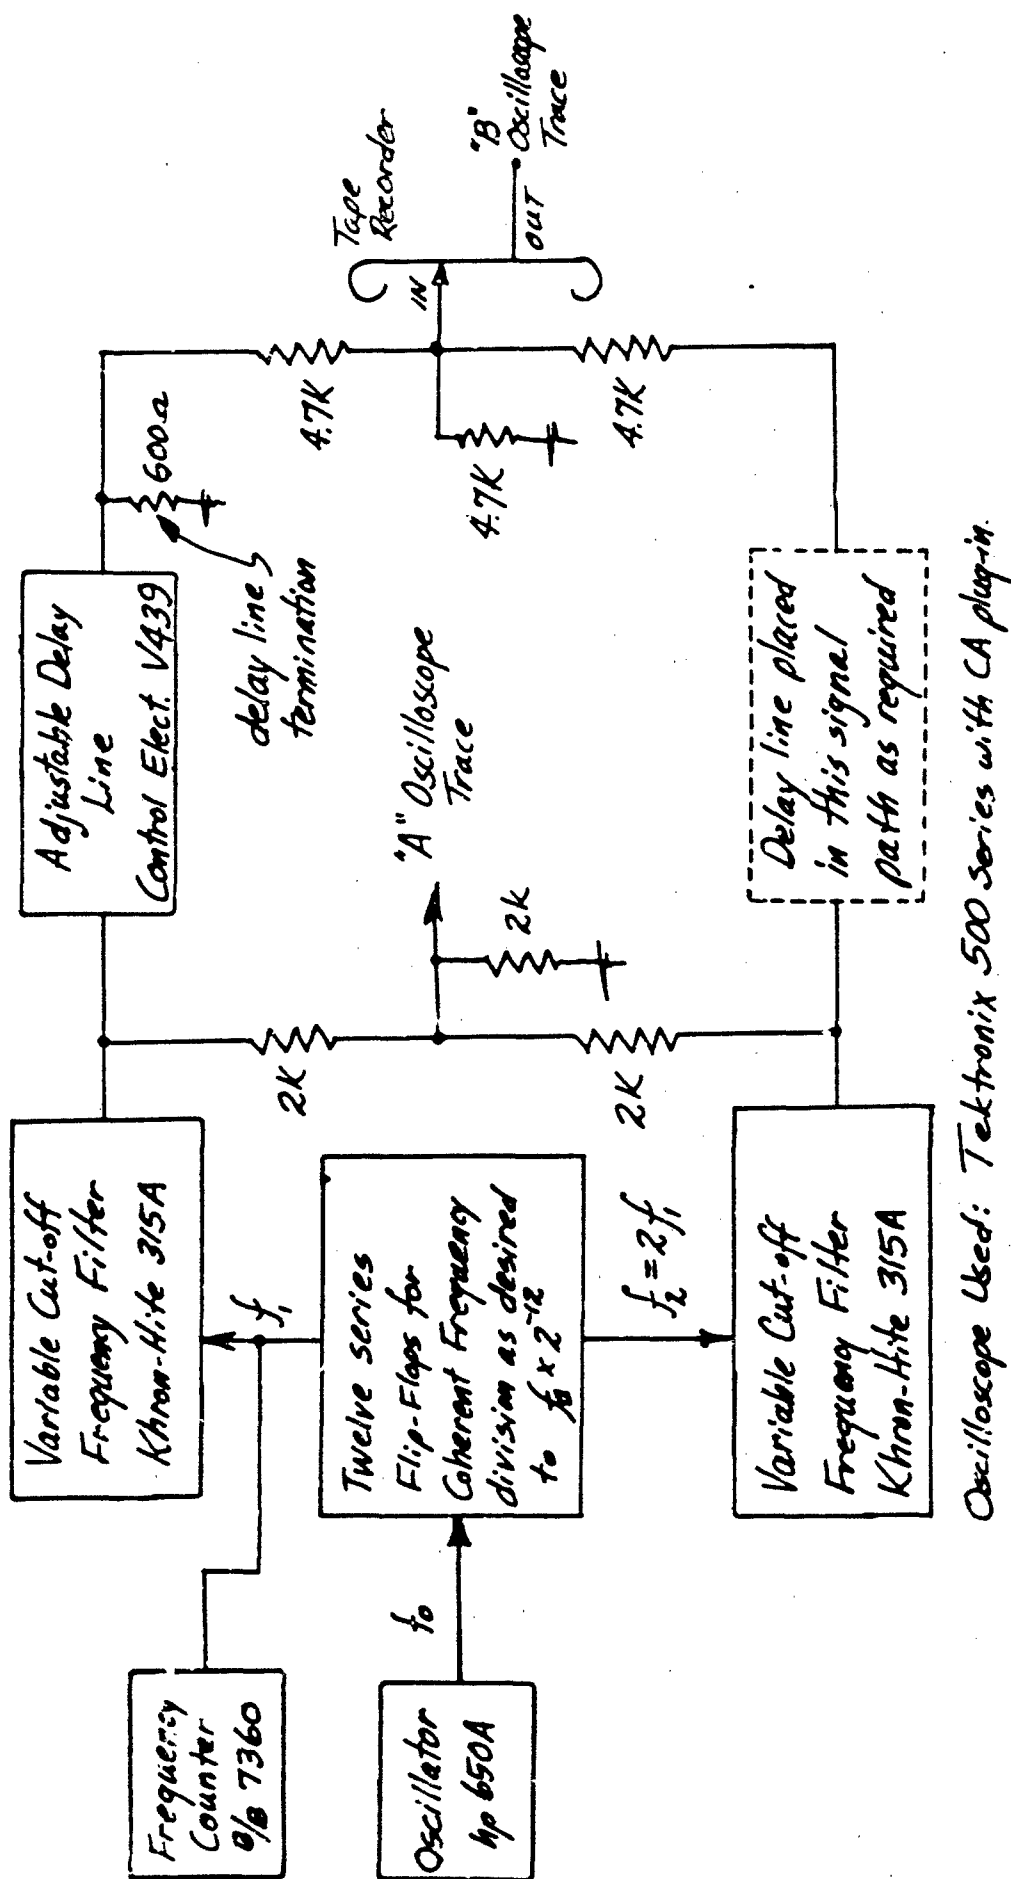 Frequency
Counter
B/B 7360
Oscillator
hp 650A
f₀
Variable Cut-off
Frequency Filter
Khron-Hite 315A
f₁
Twelve series
Flip-Flops for
Coherent Frequency
division as desired
to f₀ x 2⁻¹²
f₂ = 2f₁
Variable Cut-off
Frequency Filter
Khron-Hite 315A
2K
2K
2K
"A" Oscilloscope
Trace
Adjustable Delay
Line
Control Elect. V439
600Ω
delay line
termination
Delay line placed
in this signal
path as required
4.7K
4.7K
4.7K
IN
Tape
Recorder
OUT
"B"
Oscilloscope
Trace
Oscilloscope Used: Tektronix 500 Series with CA plug-in.